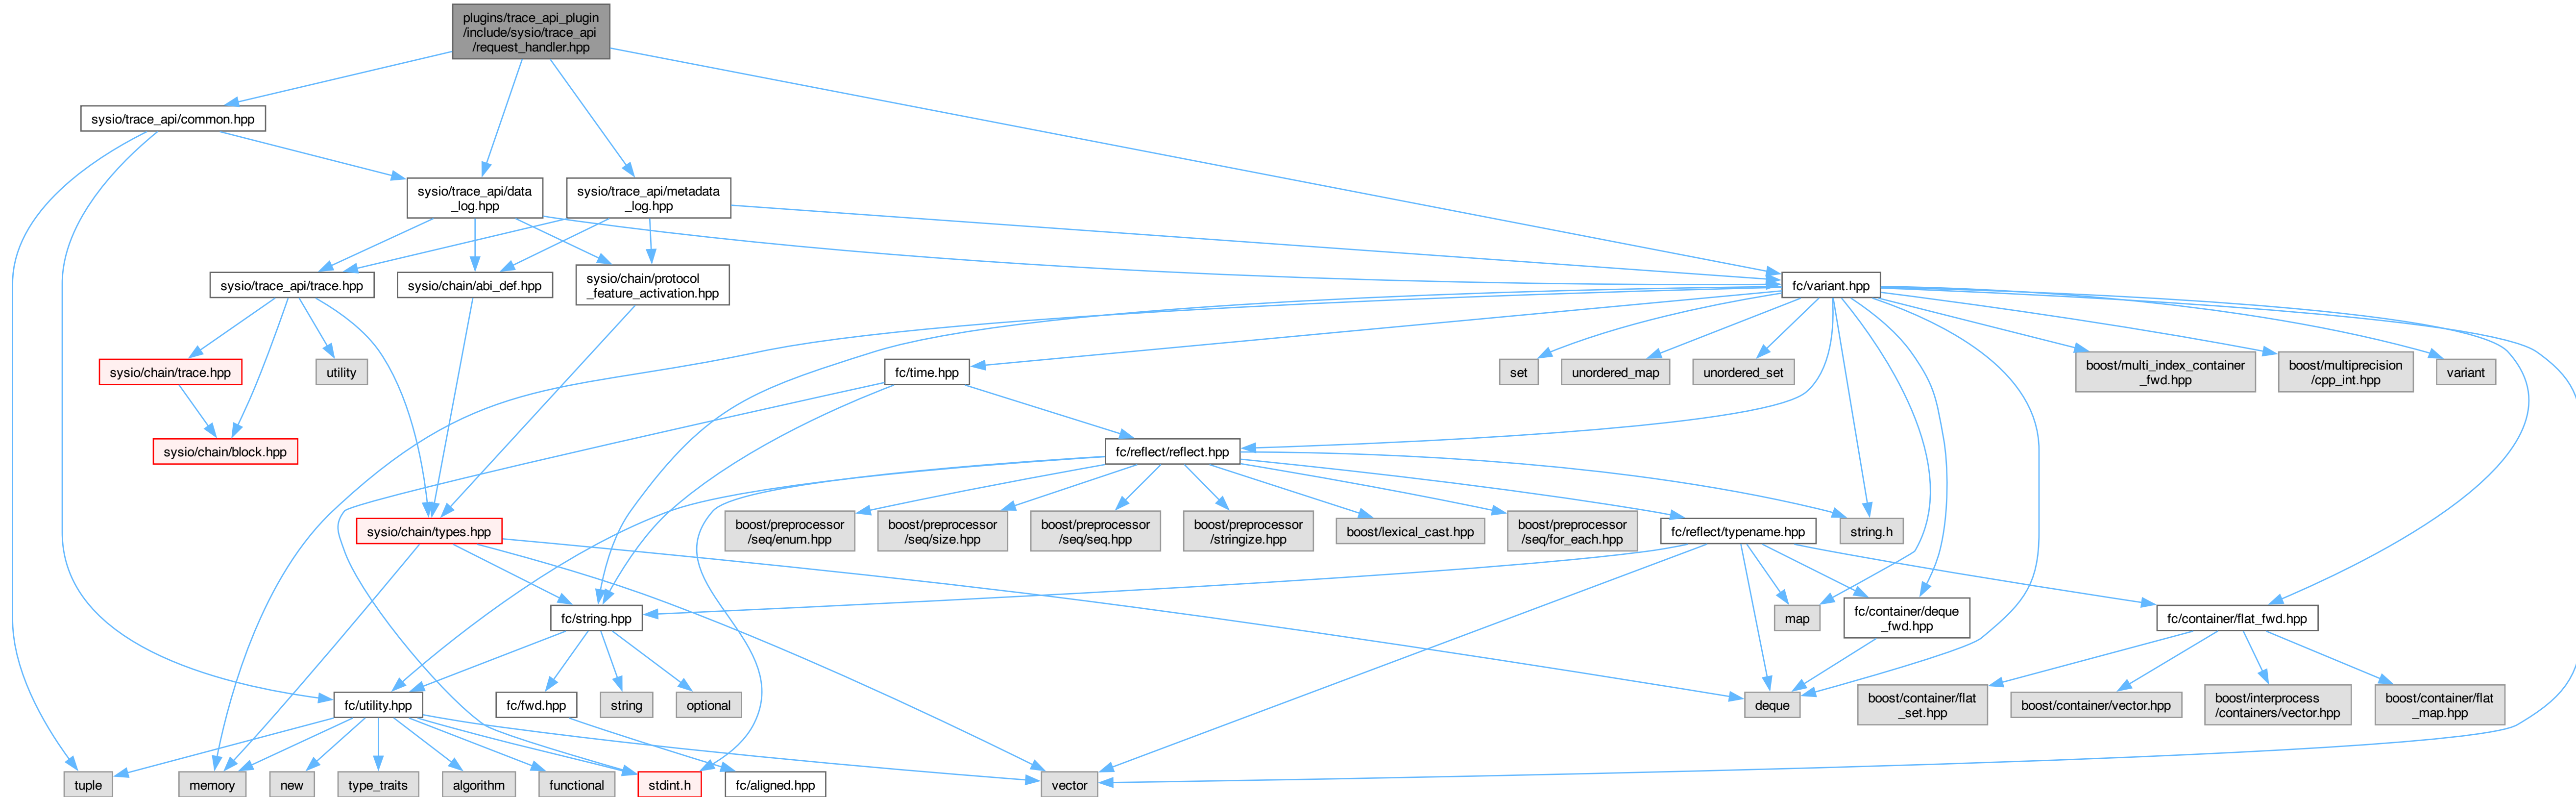 plugins/trace_api_plugin
/include/sysio/trace_api
/request_handler.hpp
sysio/trace_api/common.hpp
sysio/trace_api/data
_log.hpp
sysio/trace_api/metadata
_log.hpp
sysio/trace_api/trace.hpp
sysio/chain/abi_def.hpp
sysio/chain/protocol
_feature_activation.hpp
fc/variant.hpp
sysio/chain/trace.hpp
utility
fc/time.hpp
set
unordered_map
unordered_set
boost/multi_index_container
_fwd.hpp
boost/multiprecision
/cpp_int.hpp
variant
sysio/chain/block.hpp
fc/reflect/reflect.hpp
sysio/chain/types.hpp
boost/preprocessor
/seq/enum.hpp
boost/preprocessor
/seq/size.hpp
boost/preprocessor
/seq/seq.hpp
boost/preprocessor
/stringize.hpp
boost/lexical_cast.hpp
boost/preprocessor
/seq/for_each.hpp
fc/reflect/typename.hpp
string.h
fc/string.hpp
map
fc/container/deque
_fwd.hpp
fc/container/flat_fwd.hpp
fc/utility.hpp
fc/fwd.hpp
string
optional
deque
boost/container/flat
_set.hpp
boost/container/vector.hpp
boost/interprocess
/containers/vector.hpp
boost/container/flat
_map.hpp
tuple
memory
new
type_traits
algorithm
functional
stdint.h
fc/aligned.hpp
vector